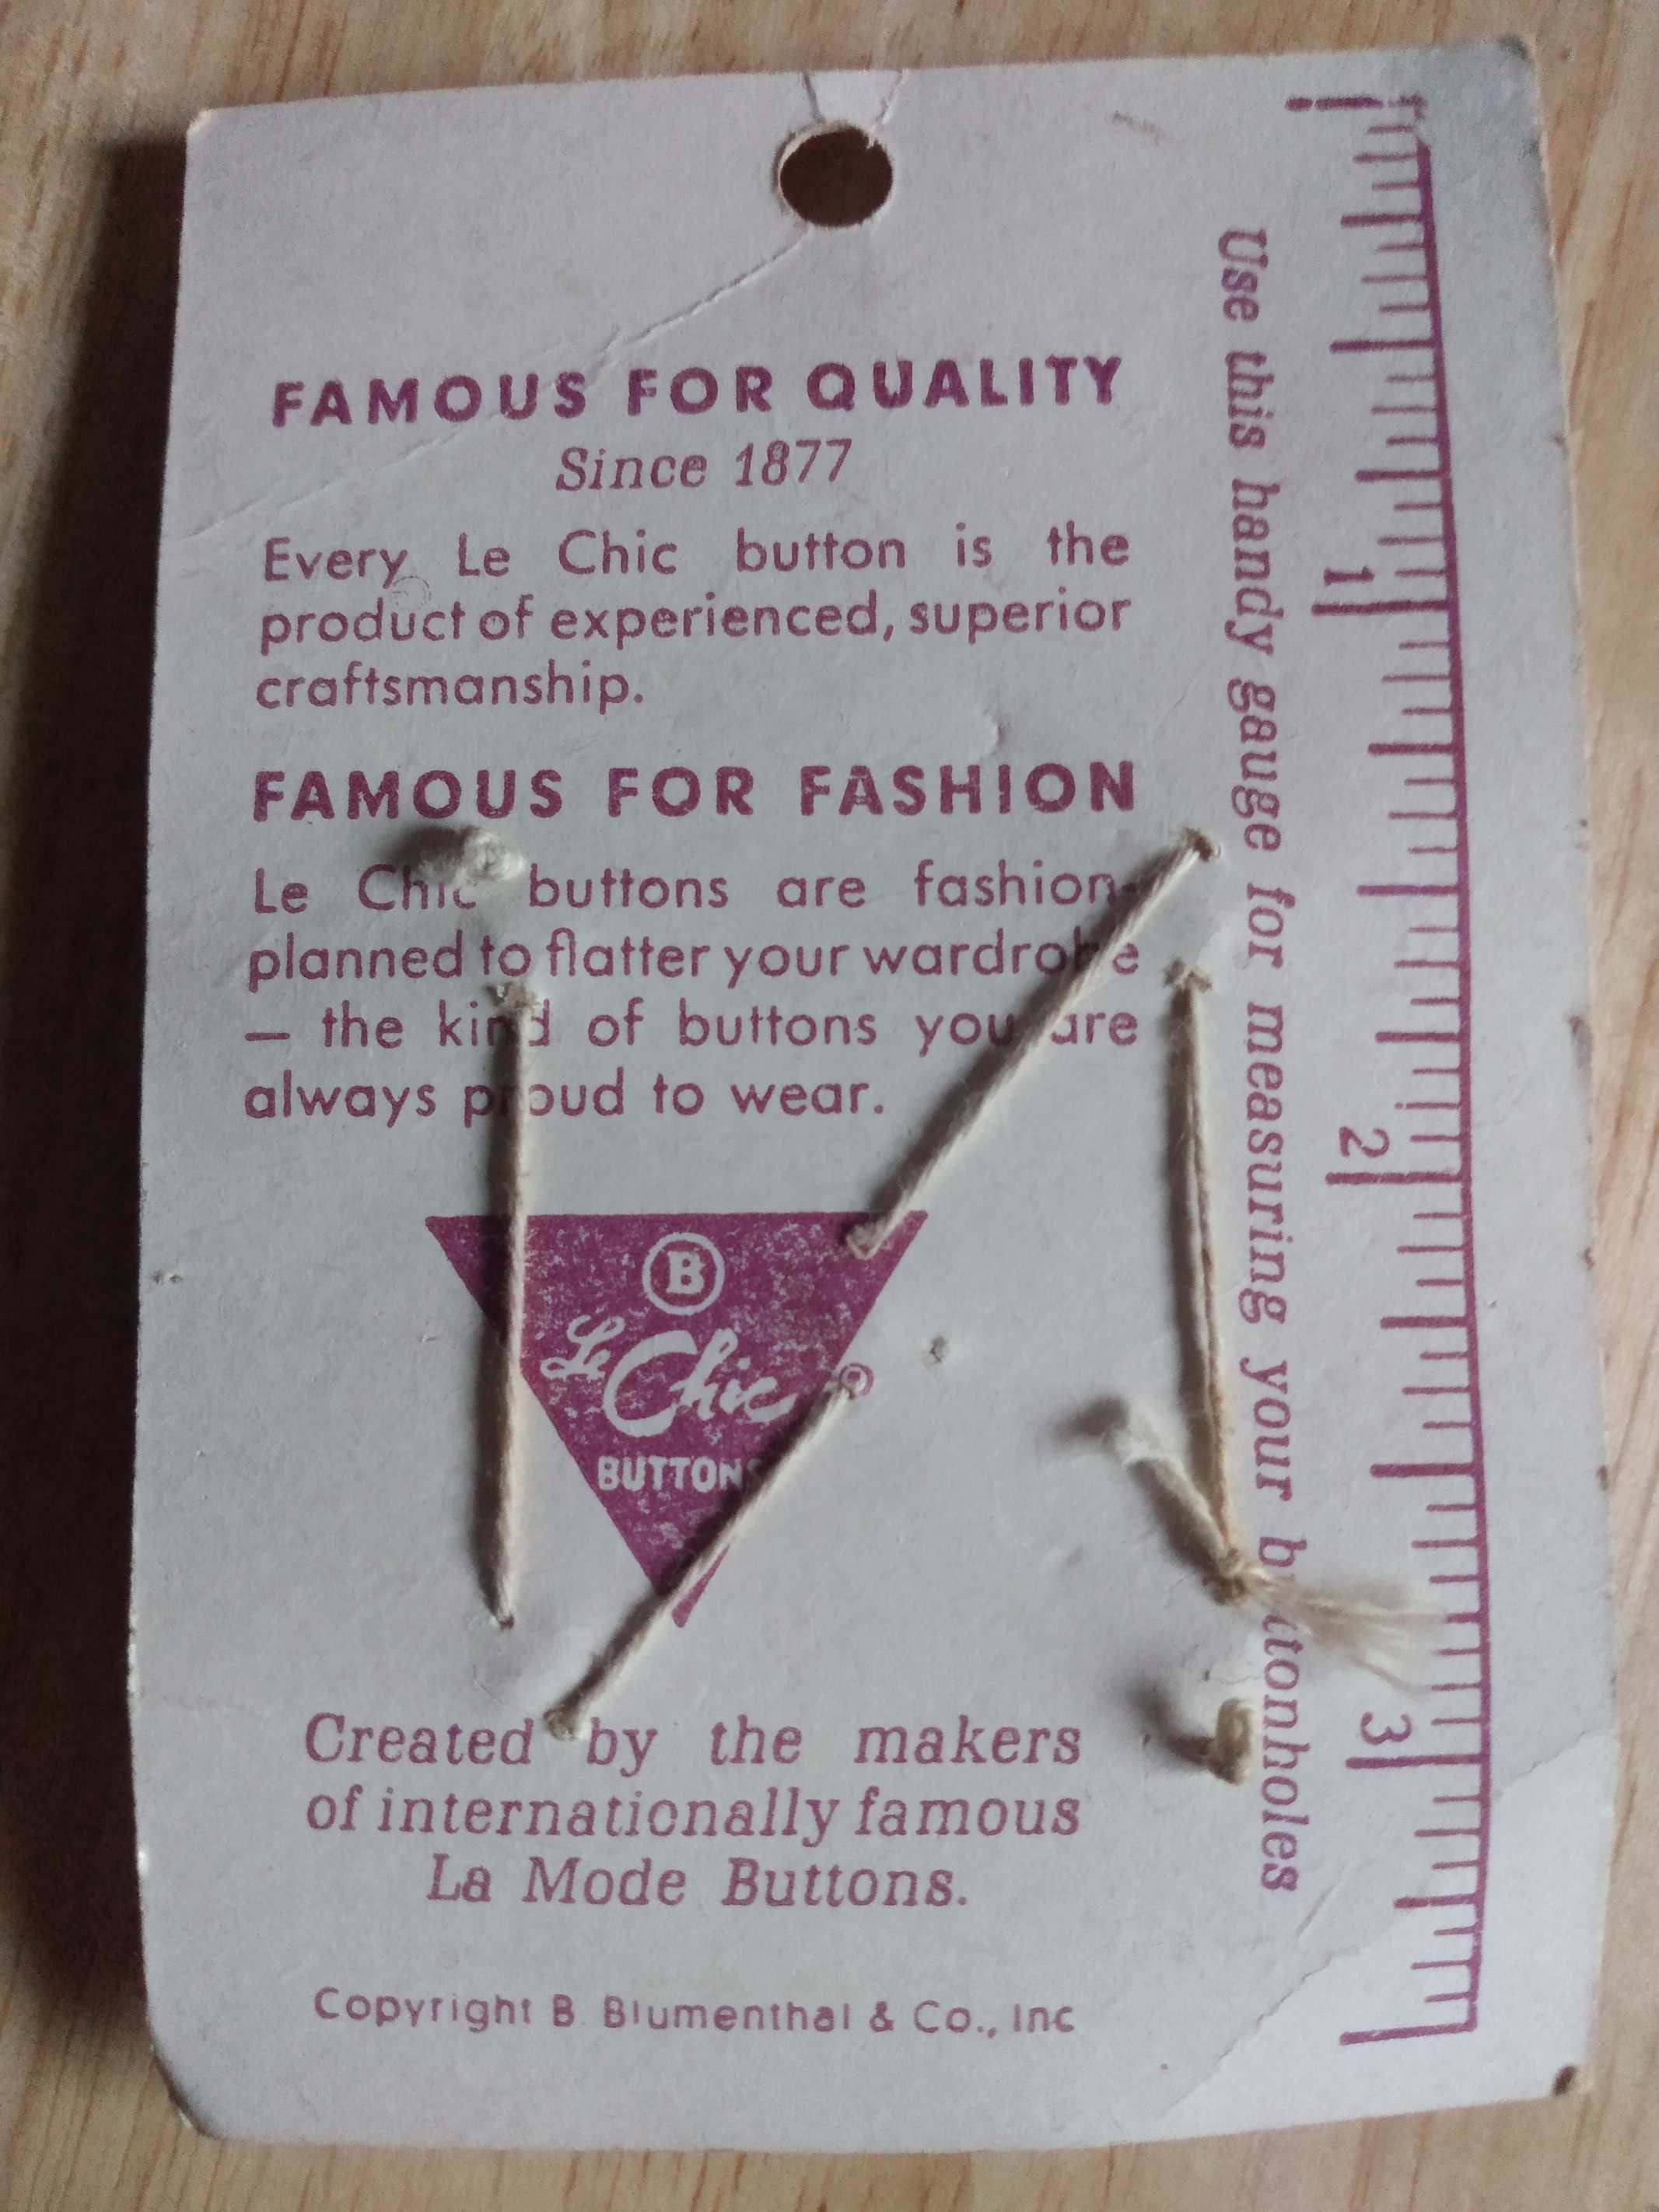 FAMOUS FOR QUALITY
Since 1877
Every Le Chic button is the
product of experienced, superior
craftsmanship.
FAMOUS FOR FASHION
Le Chic buttons are fashion-
planned to flatter your wardrobe
— the kind of buttons you are
always proud to wear.
B
Le Chic
BUTTONS
Created by the makers
of internationally famous
La Mode Buttons.
Copyright B. Blumenthal & Co., Inc
Use this handy gauge for measuring your buttonholes
1
2
3